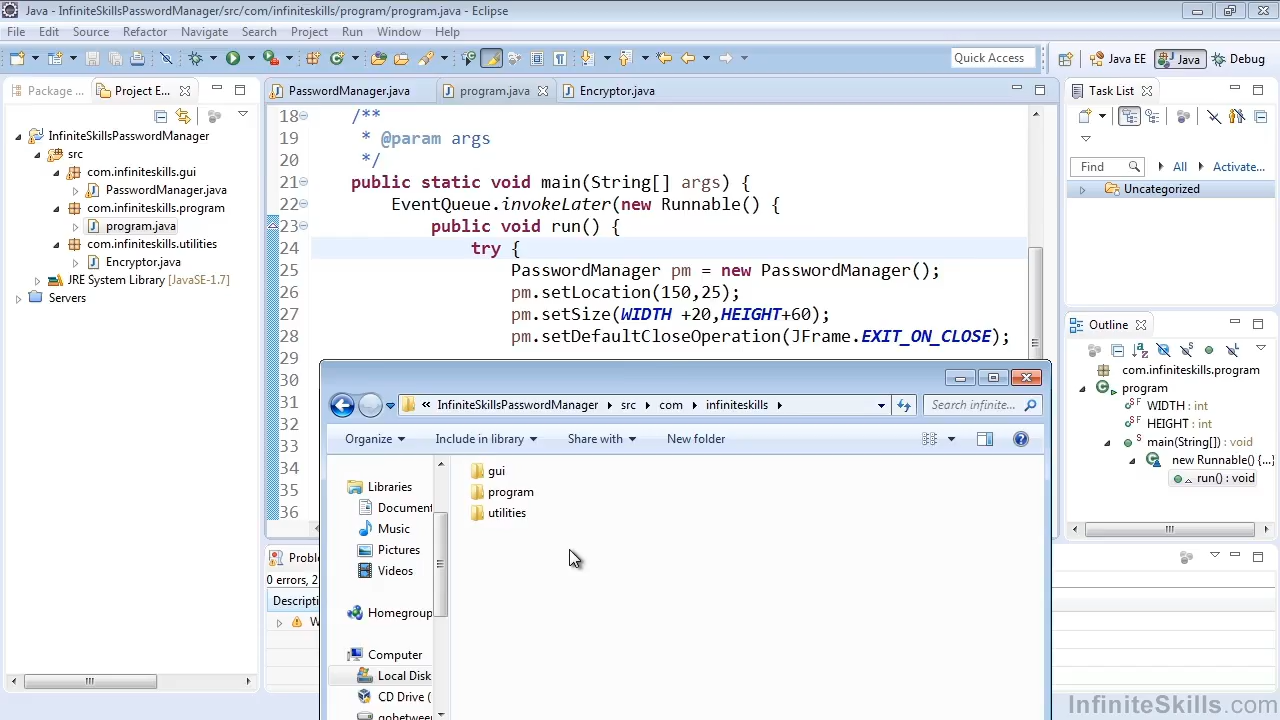 Java - InfiniteSkillsPasswordManager/src/com/infiniteskills/program/program.java - Eclipse
File Edit Source Refactor Navigate Search Project Run Window Help
Quick Access Java EE Java Debug
Package ... Project E...
InfiniteSkillsPasswordManager
src
com.infiniteskills.gui
PasswordManager.java
com.infiniteskills.program
program.java
com.infiniteskills.utilities
Encryptor.java
JRE System Library [JavaSE-1.7]
Servers
PasswordManager.java program.java Encryptor.java
18 /**
19 * @param args
20 */
21 public static void main(String[] args) {
22 EventQueue.invokeLater(new Runnable() {
23 public void run() {
24 try {
25 PasswordManager pm = new PasswordManager();
26 pm.setLocation(150,25);
27 pm.setSize(WIDTH +20,HEIGHT+60);
28 pm.setDefaultCloseOperation(JFrame.EXIT_ON_CLOSE);
29
30
31
32
33
34
35
36
Task List
Find All Activate...
Uncategorized
Outline
com.infiniteskills.program
program
WIDTH : int
HEIGHT : int
main(String[]) : void
new Runnable() {...}
run() : void
Proble
0 errors, 2
Descripti
W
« InfiniteSkillsPasswordManager src com infiniteskills
Search infinite...
Organize Include in library Share with New folder
Libraries
Document
Music
Pictures
Videos
Homegroup
Computer
Local Disk
CD Drive (
gobetween
gui
program
utilities
InfiniteSkills.com